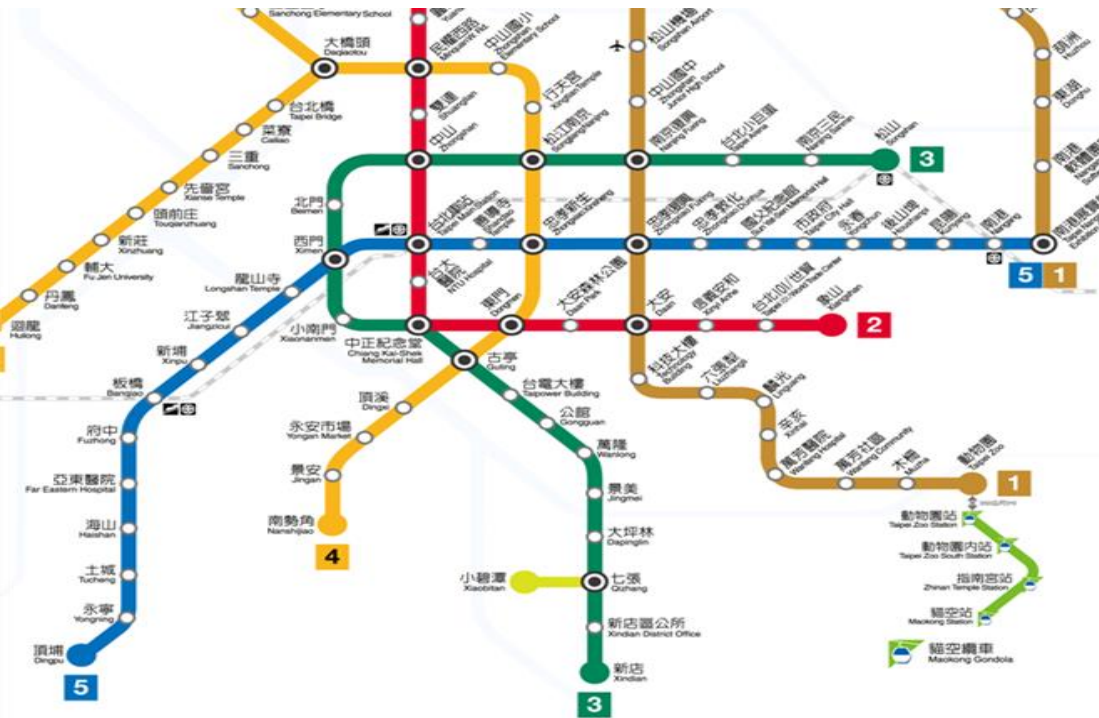 Sanchong Elementary School
大橋頭
Daqiaotou
民權西路
Minquan W. Rd.
中山國小
Zhongshan
Elementary School
松山機場
Songshan Airport
葫洲
Huzhou
台北橋
Taipei Bridge
雙連
Shuanglian
行天宮
Xingtian Temple
中山國中
Zhongshan
Junior High School
東湖
Donghu
菜寮
Cailiao
中山
Zhongshan
松江南京
Songjiang Nanjing
南京復興
Nanjing Fuxing
台北小巨蛋
Taipei Arena
南京三民
Nanjing Sanmin
松山
Songshan
3
南港
軟體園區
三重
Sanchong
先嗇宮
Xianse Temple
頭前庄
Touqianzhuang
新莊
Xinzhuang
輔大
Fu Jen University
丹鳳
Danfeng
迴龍
Huilong
北門
Beimen
西門
Ximen
台北車站
Taipei Main Station
善導寺
Shandao
Temple
忠孝新生
Zhongxiao Xinsheng
忠孝復興
Zhongxiao Fuxing
忠孝敦化
Zhongxiao Dunhua
國父紀念館
Sun Yat-Sen Memorial Hall
市政府
Taipei City Hall
永春
Yongchun
後山埤
Houshanpi
昆陽
Kunyang
南港
Nangang
南港展覽館
5
1
龍山寺
Longshan Temple
台大
醫院
NTU Hospital
江子翠
Jiangzicui
小南門
Xiaonanmen
中正紀念堂
Chiang Kai-Shek
Memorial Hall
東門
Dongmen
大安森林公園
Daan Park
大安
Daan
信義安和
Xinyi Anhe
台北101/世貿
Taipei 101/World Trade Center
象山
Xiangshan
2
新埔
Xinpu
古亭
Guting
科技大樓
Technology
Building
六張犁
Liuzhangli
麟光
Linguang
板橋
Banqiao
頂溪
Dingxi
台電大樓
Taipower Building
公館
Gongguan
辛亥
Xinhai
府中
Fuzhong
永安市場
Yongan Market
萬隆
Wanlong
萬芳醫院
Wanfang Hospital
萬芳社區
Wanfang Community
木柵
Muzha
動物園
Taipei Zoo
1
亞東醫院
Far Eastern Hospital
景安
Jingan
景美
Jingmei
海山
Haishan
南勢角
Nanshijiao
4
大坪林
Dapinglin
動物園站
Taipei Zoo Station
動物園內站
Taipei Zoo South Station
土城
Tucheng
小碧潭
Xiaobitan
七張
Qizhang
指南宮站
Zhinan Temple Station
永寧
Yongning
新店區公所
Xindian District Office
貓空站
Maokong Station
頂埔
Dingpu
5
新店
Xindian
3
貓空纜車
Maokong Gondola